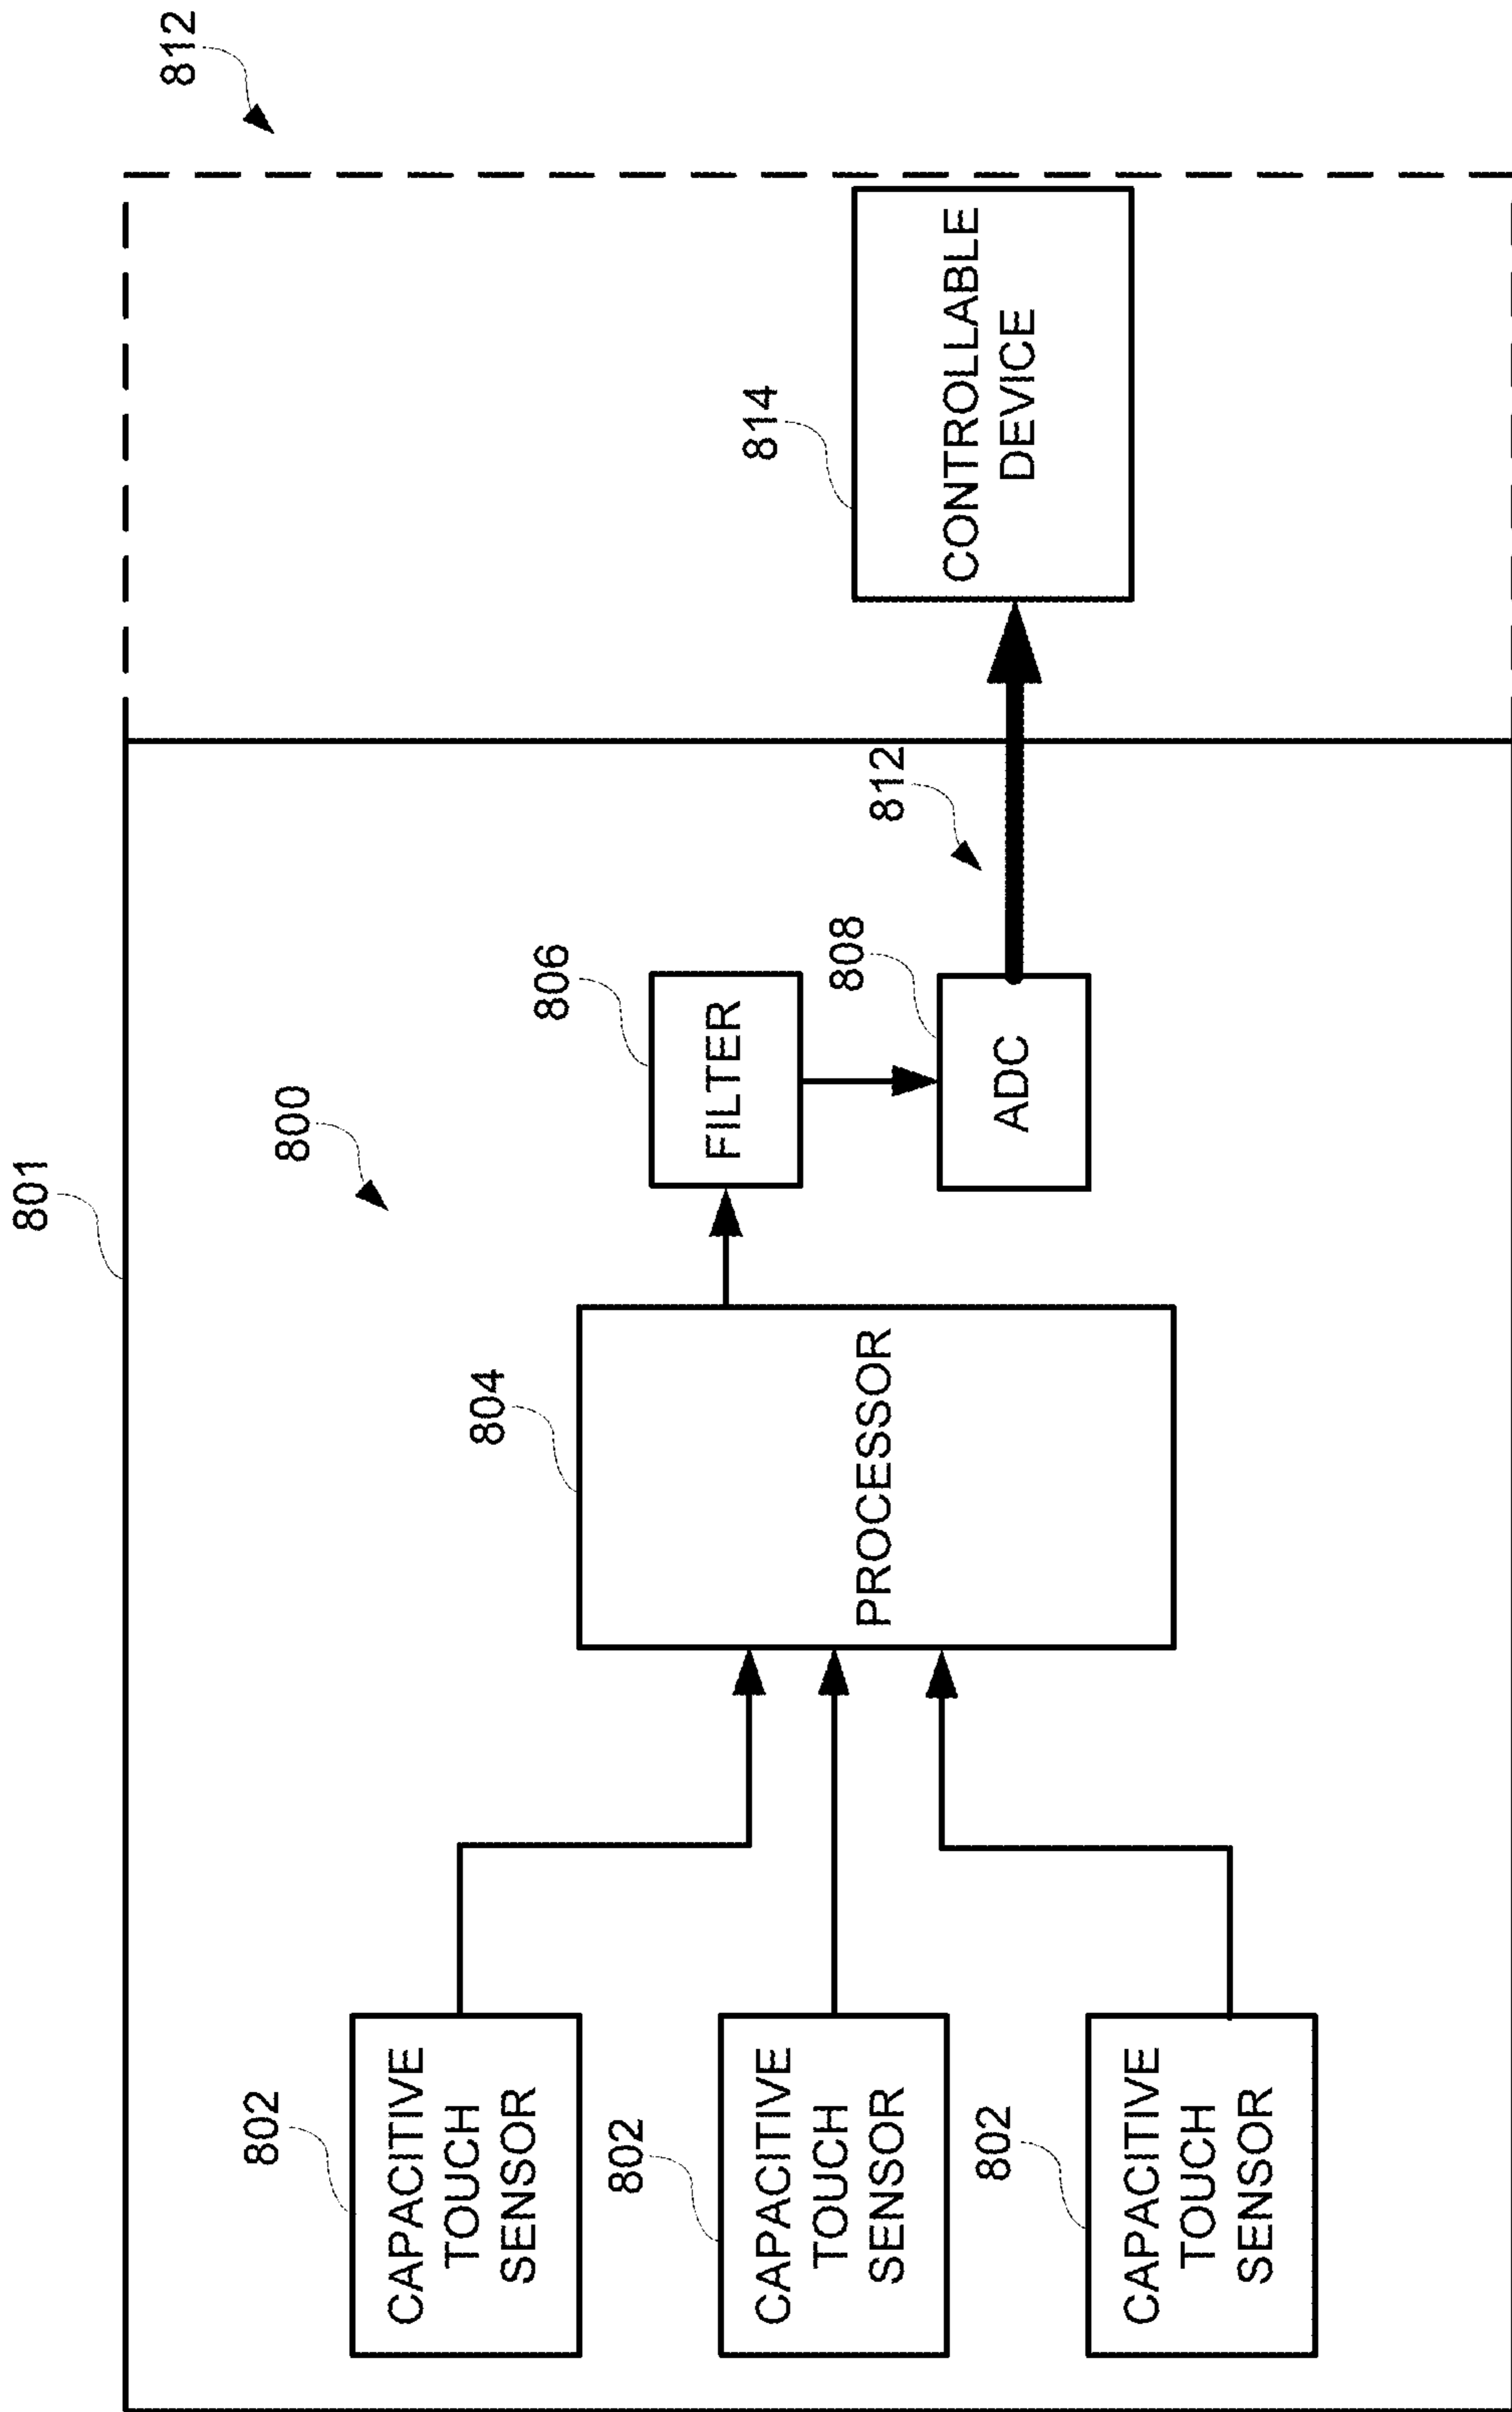 801
812
800
802
CAPACITIVE
TOUCH
SENSOR
802
CAPACITIVE
TOUCH
SENSOR
802
CAPACITIVE
TOUCH
SENSOR
804
PROCESSOR
806
FILTER
808
ADC
812
814
CONTROLLABLE
DEVICE